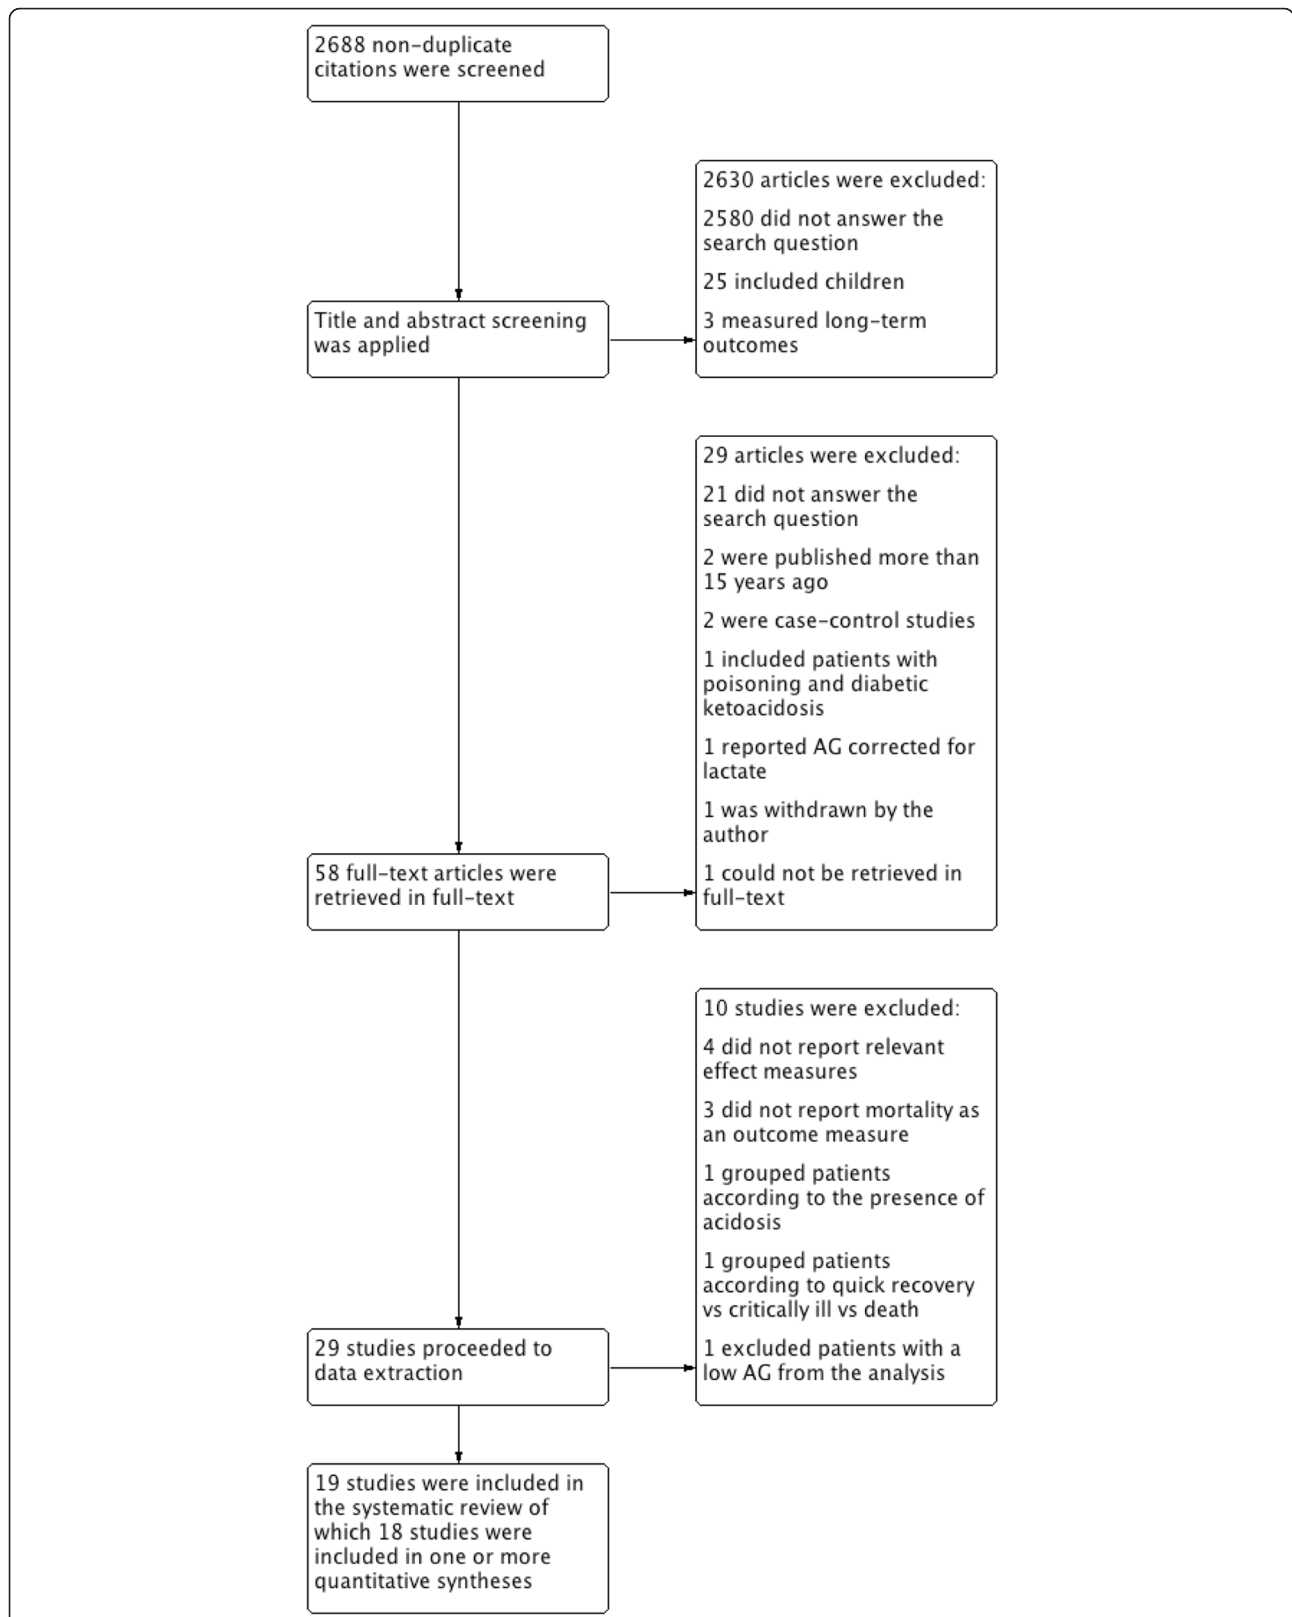 2688 non-duplicate
citations were screened
2630 articles were excluded:
2580 did not answer the
search question
25 included children
3 measured long-term
outcomes
Title and abstract screening
was applied
29 articles were excluded:
21 did not answer the
search question
2 were published more than
15 years ago
2 were case-control studies
1 included patients with
poisoning and diabetic
ketoacidosis
1 reported AG corrected for
lactate
1 was withdrawn by the
author
1 could not be retrieved in
full-text
58 full-text articles were
retrieved in full-text
10 studies were excluded:
4 did not report relevant
effect measures
3 did not report mortality as
an outcome measure
1 grouped patients
according to the presence of
acidosis
1 grouped patients
according to quick recovery
vs critically ill vs death
1 excluded patients with a
low AG from the analysis
29 studies proceeded to
data extraction
19 studies were included in
the systematic review of
which 18 studies were
included in one or more
quantitative syntheses